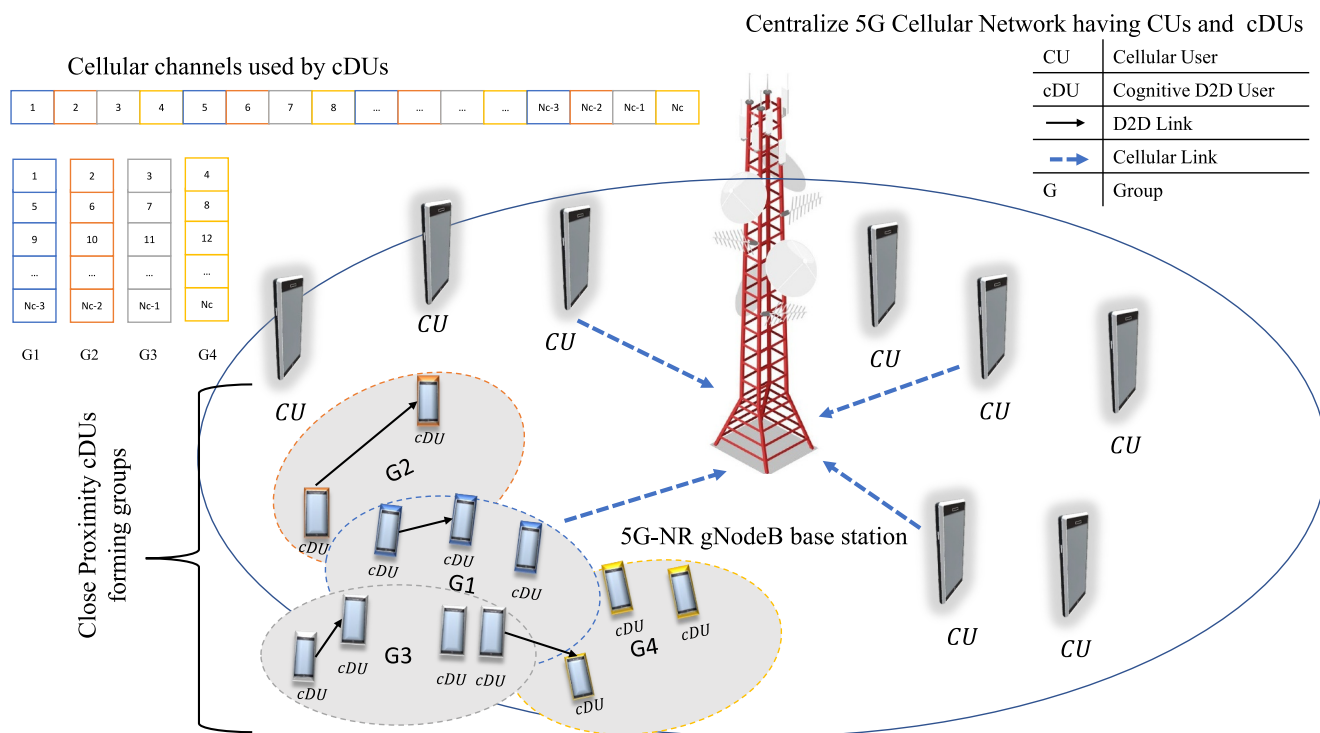 Centralize 5G Cellular Network having CUs and cDUs
CU Cellular User
cDU Cognitive D2D User
D2D Link
Cellular Link
G Group
Cellular channels used by cDUs
1 2 3 4 5 6 7 8 ... ... ... ... Nc-3 Nc-2 Nc-1 Nc
1 2 3 4
5 6 7 8
9 10 11 12
... ... ... ...
Nc-3 Nc-2 Nc-1 Nc
G1 G2 G3 G4
CU
CU
CU
CU
CU
CU
CU
CU
Close Proximity cDUs
forming groups
cDU
G2
cDU
cDU
cDU
cDU
G1
5G-NR gNodeB base station
cDU
cDU
G3
cDU
cDU
cDU
cDU
G4